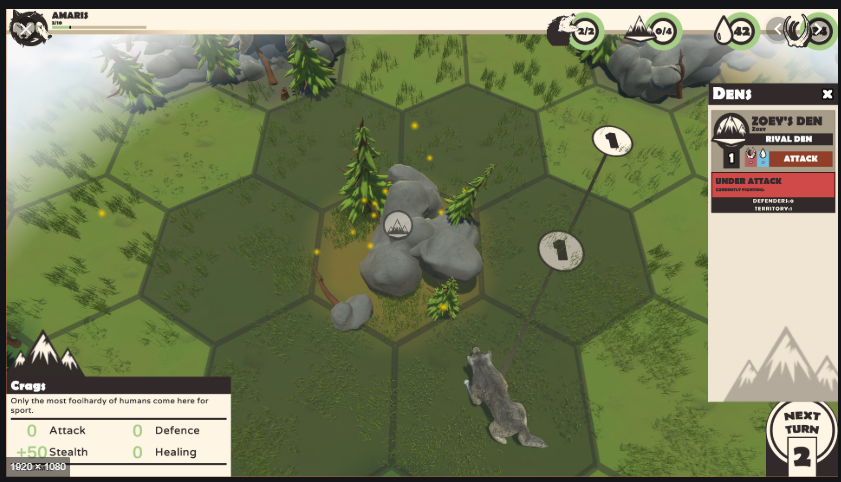 AMARIS
2/10
2/2
0/4
42
24
DENS
ZOEY'S DEN
Zoey
RIVAL DEN
1
ATTACK
UNDER ATTACK
CURRENTLY FIGHTING!
DEFENDERS:0
TERRITORY:1
1
1
Crags
Only the most foolhardy of humans come here for
sport.
0 Attack 0 Defence
+50 Stealth 0 Healing
1920 × 1080
NEXT
TURN
2